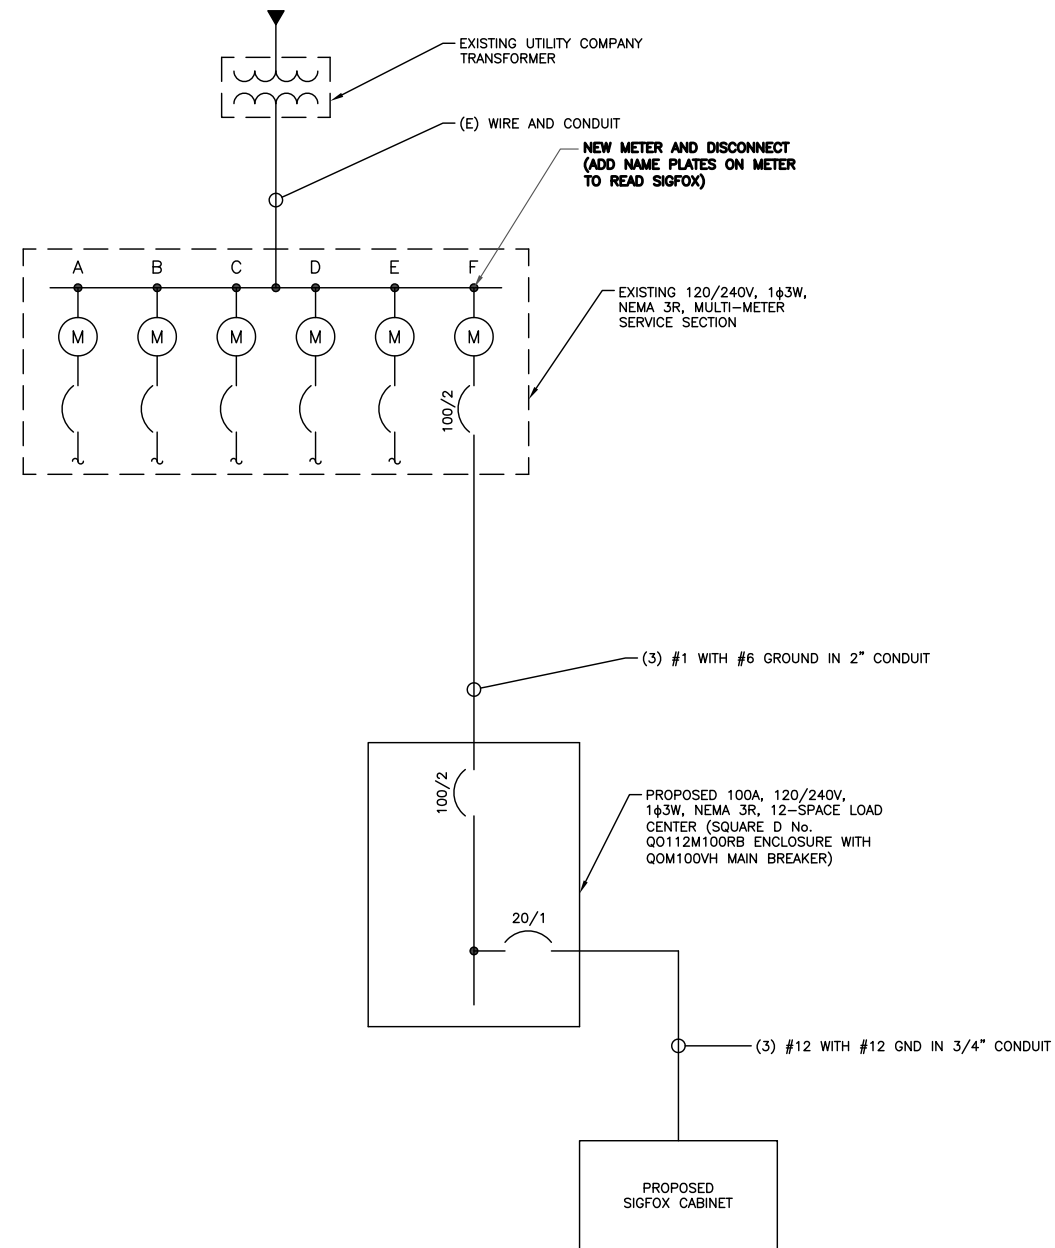 EXISTING UTILITY COMPANY
TRANSFORMER
(E) WIRE AND CONDUIT
NEW METER AND DISCONNECT
(ADD NAME PLATES ON METER
TO READ SIGFOX)
A
B
C
D
E
F
EXISTING 120/240V, 1ϕ3W,
NEMA 3R, MULTI-METER
SERVICE SECTION
M
M
M
M
M
M
100/2
(3) #1 WITH #6 GROUND IN 2" CONDUIT
100/2
PROPOSED 100A, 120/240V,
1ϕ3W, NEMA 3R, 12-SPACE LOAD
CENTER (SQUARE D No.
QO112M100RB ENCLOSURE WITH
QOM100VH MAIN BREAKER)
20/1
(3) #12 WITH #12 GND IN 3/4" CONDUIT
PROPOSED
SIGFOX CABINET